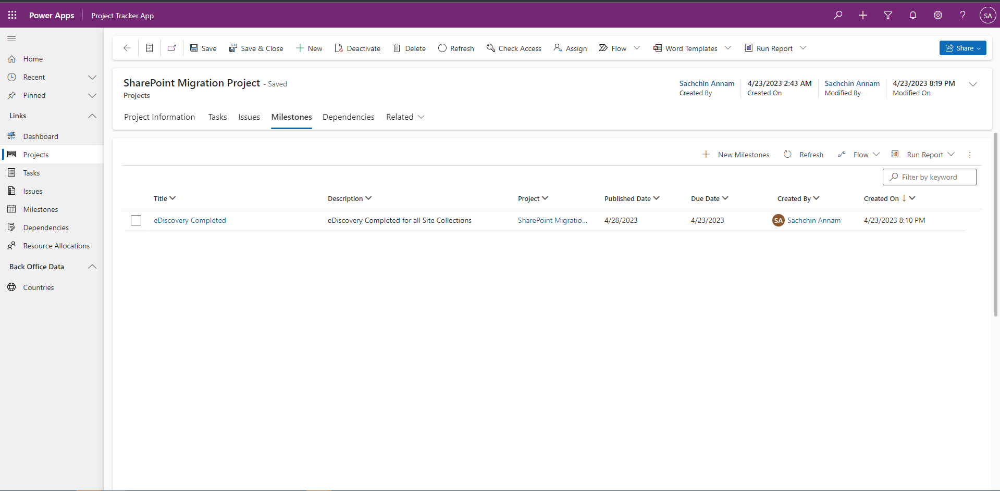 Power Apps Project Tracker App SA
Save Save & Close New Deactivate Delete Refresh Check Access Assign Flow Word Templates Run Report Share
Home
Recent
Pinned
Links
Dashboard
Projects
Tasks
Issues
Milestones
Dependencies
Resource Allocations
Back Office Data
Countries
SharePoint Migration Project - Saved
Projects
Sachchin Annam
Created By
4/23/2023 2:43 AM
Created On
Sachchin Annam
Modified By
4/23/2023 8:19 PM
Modified On
Project Information Tasks Issues Milestones Dependencies Related
New Milestones Refresh Flow Run Report
Filter by keyword
Title Description Project Published Date Due Date Created By Created On
eDiscovery Completed eDiscovery Completed for all Site Collections SharePoint Migratio... 4/28/2023 4/23/2023 SA Sachchin Annam 4/23/2023 8:10 PM